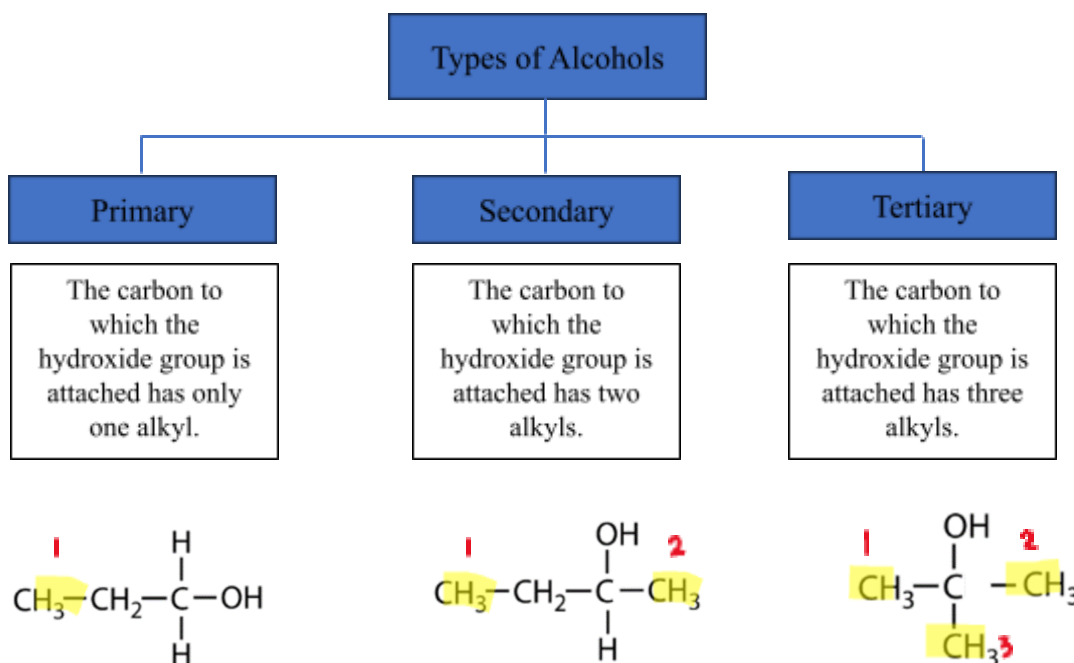 Types of Alcohols
Primary
Secondary
Tertiary
The carbon to
which the
hydroxide group is
attached has only
one alkyl.
The carbon to
which the
hydroxide group is
attached has two
alkyls.
The carbon to
which the
hydroxide group is
attached has three
alkyls.
1
H
CH₃–CH₂–C–OH
H
1
OH
2
CH₃–CH₂–C–CH₃
H
1
OH
2
CH₃–C–CH₃
CH₃3